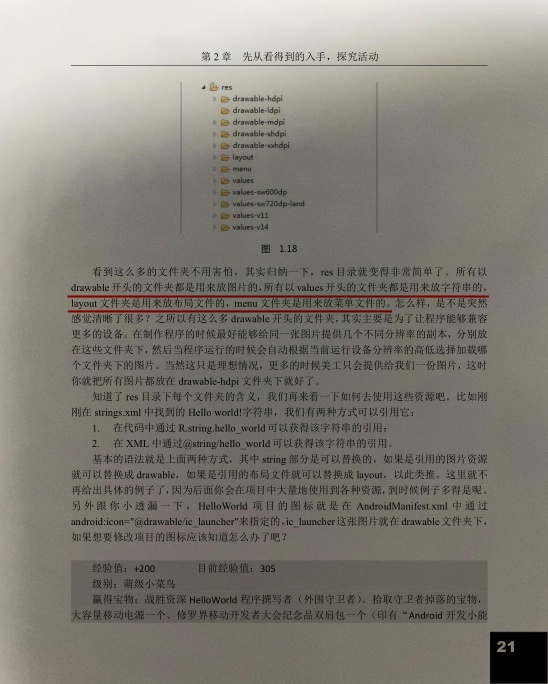 第 2 章　先从看得到的入手，探究活动
res
drawable-hdpi
drawable-ldpi
drawable-mdpi
drawable-xhdpi
drawable-xxhdpi
layout
menu
values
values-sw600dp
values-sw720dp-land
values-v11
values-v14
图 1.18
看到这么多的文件夹不用害怕，其实归纳一下，res 目录就变得非常简单了。所有以
drawable 开头的文件夹都是用来放图片的，所有以 values 开头的文件夹都是用来放字符串的，
layout 文件夹是用来放布局文件的，menu 文件夹是用来放菜单文件的。怎么样，是不是突然
感觉清晰了很多？之所以有这么多 drawable 开头的文件夹，其实主要是为了让程序能够兼容
更多的设备。在制作程序的时候最好能够给同一张图片提供几个不同分辨率的副本，分别放
在这些文件夹下，然后当程序运行的时候会自动根据当前运行设备分辨率的高低选择加载哪
个文件夹下的图片。当然这只是理想情况，更多的时候美工只会提供给我们一份图片，这时
你就把所有图片都放在 drawable-hdpi 文件夹下就好了。
知道了 res 目录下每个文件夹的含义，我们再来看一下如何去使用这些资源吧。比如刚
刚在 strings.xml 中找到的 Hello world!字符串，我们有两种方式可以引用它：
1. 在代码中通过 R.string.hello_world 可以获得该字符串的引用；
2. 在 XML 中通过@string/hello_world 可以获得该字符串的引用。
基本的语法就是上面两种方式，其中 string 部分是可以替换的，如果是引用的图片资源
就可以替换成 drawable，如果是引用的布局文件就可以替换成 layout，以此类推。这里就不
再给出具体的例子了，因为后面你会在项目中大量地使用到各种资源，到时候例子多得是呢。
另外跟你小透漏一下，HelloWorld 项目的图标就是在 AndroidManifest.xml 中通过
android:icon="@drawable/ic_launcher"来指定的，ic_launcher 这张图片就在 drawable 文件夹下，
如果想要修改项目的图标应该知道怎么办了吧？
经验值：+200　目前经验值：305
级别：萌级小菜鸟
赢得宝物：战胜资深 HelloWorld 程序撰写者（外围守卫者）。拾取守卫者掉落的宝物，
大容量移动电源一个、修罗界移动开发者大会纪念品双肩包一个（印有“Android 开发小能
21